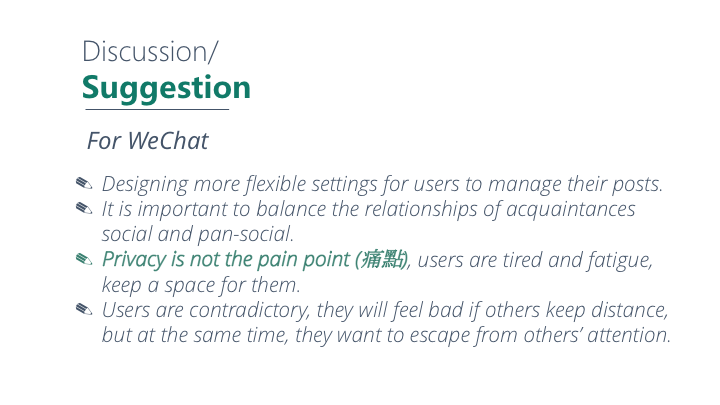 Discussion/
Suggestion
For WeChat
Designing more flexible settings for users to manage their posts.
It is important to balance the relationships of acquaintances
social and pan-social.
Privacy is not the pain point (痛點), users are tired and fatigue,
keep a space for them.
Users are contradictory, they will feel bad if others keep distance,
but at the same time, they want to escape from others’ attention.